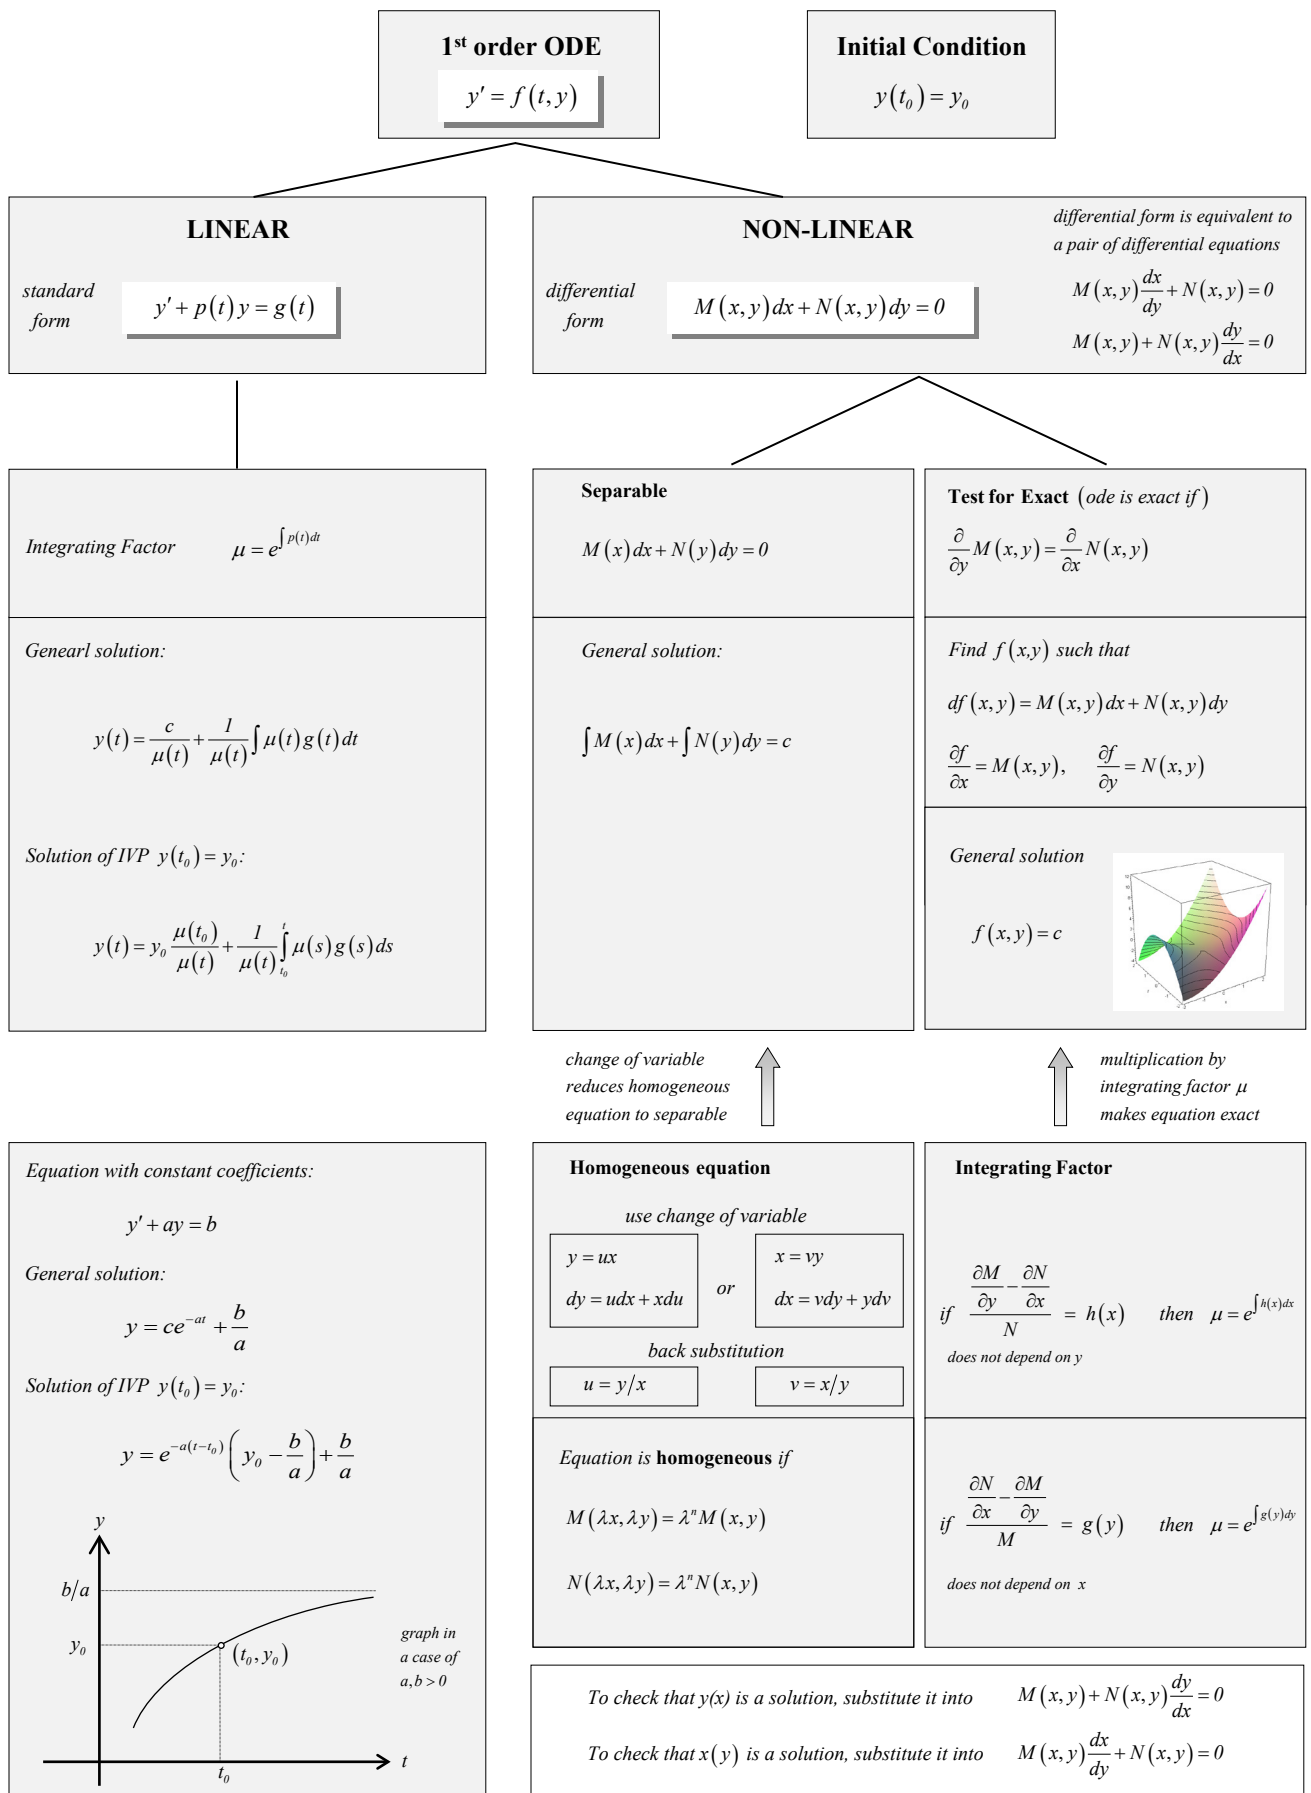 1st order ODE
y′ = f(t, y)
Initial Condition
y(t₀) = y₀
LINEAR
standard form
y′ + p(t) y = g(t)
NON-LINEAR
differential form
M(x, y) dx + N(x, y) dy = 0
differential form is equivalent to
a pair of differential equations
M(x, y) dx/dy + N(x, y) = 0
M(x, y) + N(x, y) dy/dx = 0
Integrating Factor μ = e^{∫ p(t) dt}
Genearl solution:
y(t) = c/μ(t) + 1/μ(t) ∫ μ(t) g(t) dt
Solution of IVP y(t₀) = y₀:
y(t) = y₀ μ(t₀)/μ(t) + 1/μ(t) ∫_{t₀}^{t} μ(s) g(s) ds
Separable
M(x) dx + N(y) dy = 0
General solution:
∫ M(x) dx + ∫ N(y) dy = c
Test for Exact (ode is exact if)
∂/∂y M(x, y) = ∂/∂x N(x, y)
Find f(x,y) such that
df(x, y) = M(x, y) dx + N(x, y) dy
∂f/∂x = M(x, y), ∂f/∂y = N(x, y)
General solution
f(x, y) = c
change of variable
reduces homogeneous
equation to separable
multiplication by
integrating factor μ
makes equation exact
Equation with constant coefficients:
y′ + ay = b
General solution:
y = ce^{−at} + b/a
Solution of IVP y(t₀) = y₀:
y = e^{−a(t−t₀)} (y₀ − b/a) + b/a
y
b/a
y₀
(t₀, y₀)
graph in
a case of
a,b > 0
t
t₀
Homogeneous equation
use change of variable
y = ux
dy = udx + xdu
or
x = vy
dx = vdy + ydv
back substitution
u = y/x
v = x/y
Equation is homogeneous if
M(λx, λy) = λⁿ M(x, y)
N(λx, λy) = λⁿ N(x, y)
Integrating Factor
if (∂M/∂y − ∂N/∂x)/N = h(x) then μ = e^{∫ h(x) dx}
does not depend on y
if (∂N/∂x − ∂M/∂y)/M = g(y) then μ = e^{∫ g(y) dy}
does not depend on x
To check that y(x) is a solution, substitute it into M(x, y) + N(x, y) dy/dx = 0
To check that x(y) is a solution, substitute it into M(x, y) dx/dy + N(x, y) = 0